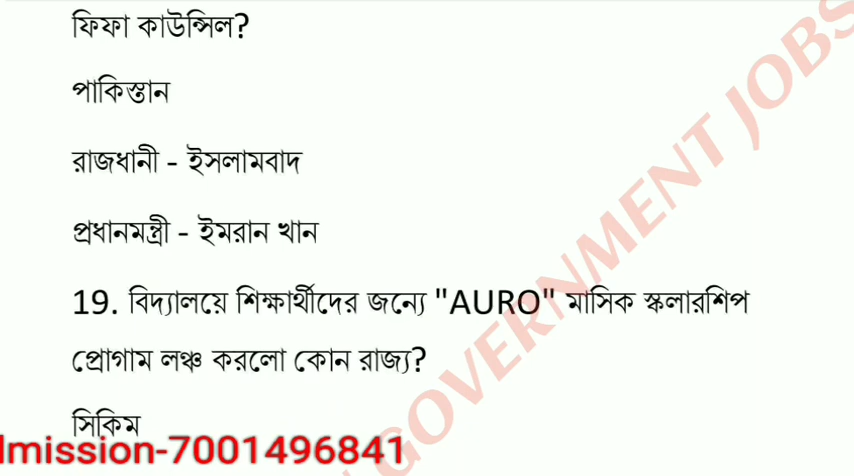 ফিফা কাউন্সিল?
পাকিস্তান
রাজধানী - ইসলামবাদ
প্রধানমন্ত্রী - ইমরান খান
19. বিদ্যালয়ে শিক্ষার্থীদের জন্যে "AURO" মাসিক স্কলারশিপ
প্রোগাম লঞ্চ করলো কোন রাজ্য?
সিকিম
lmission-7001496841
GOVERNMENT JOBS